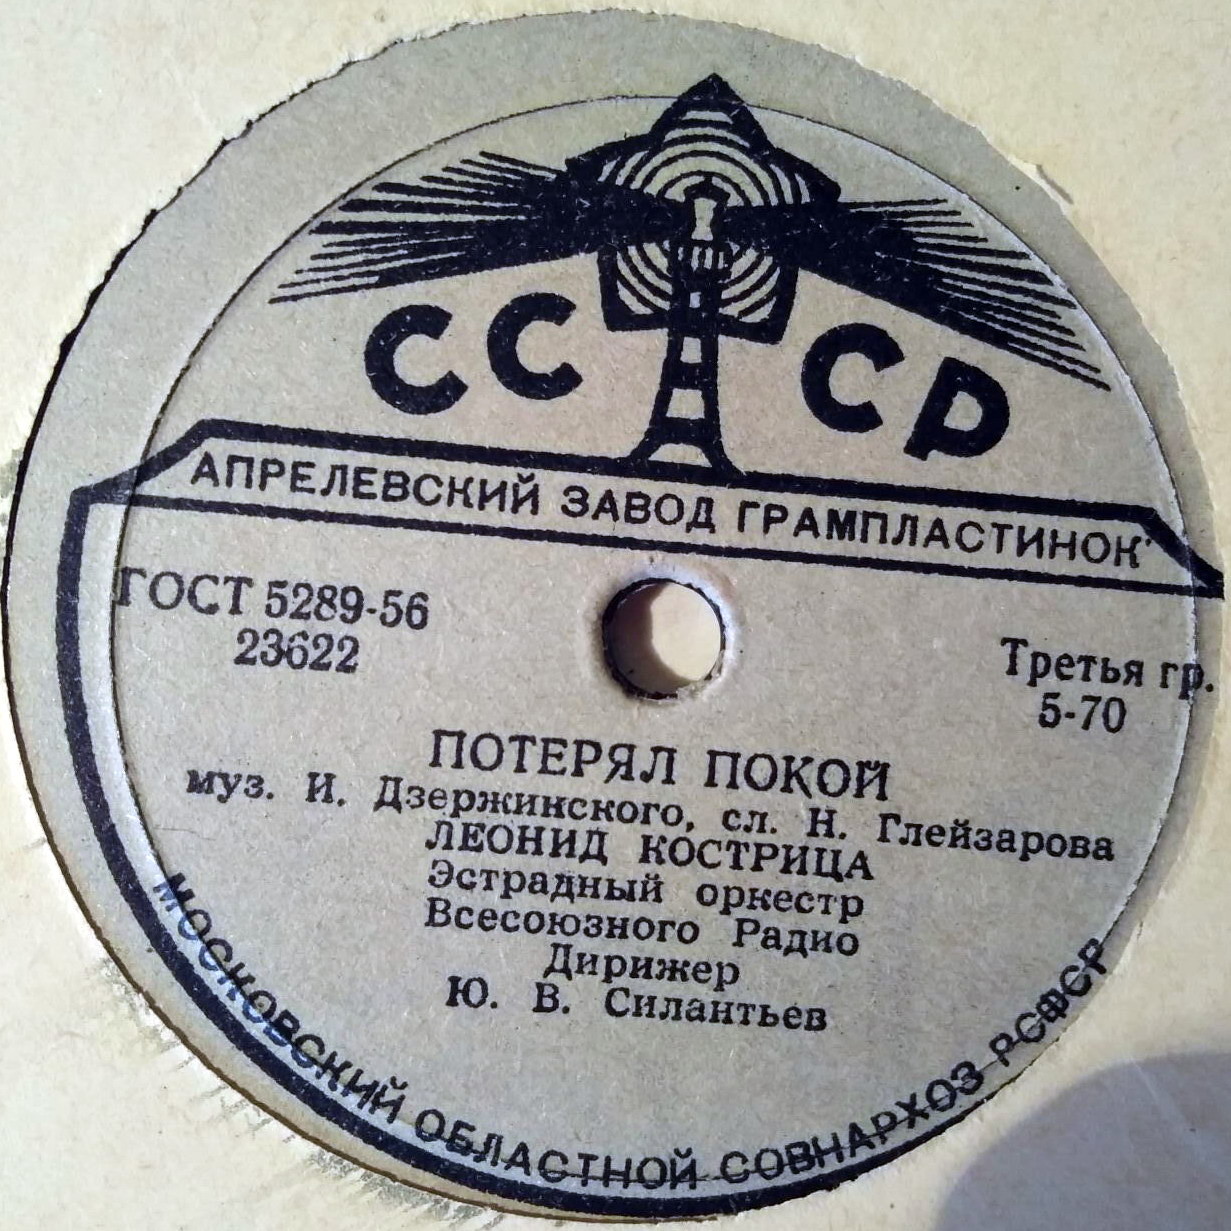 СССР
АПРЕЛЕВСКИЙ ЗАВОД ГРАМПЛАСТИНОК
ГОСТ 5289-56
23622
Третья гр.
5-70
ПОТЕРЯЛ ПОКОЙ
муз. И. Дзержинского, сл. Н. Глейзарова
ЛЕОНИД КОСТРИЦА
Эстрадный оркестр
Всесоюзного Радио
Дирижер
Ю. В. Силантьев
МОСКОВСКИЙ ОБЛАСТНОЙ СОВНАРХОЗ РСФСР